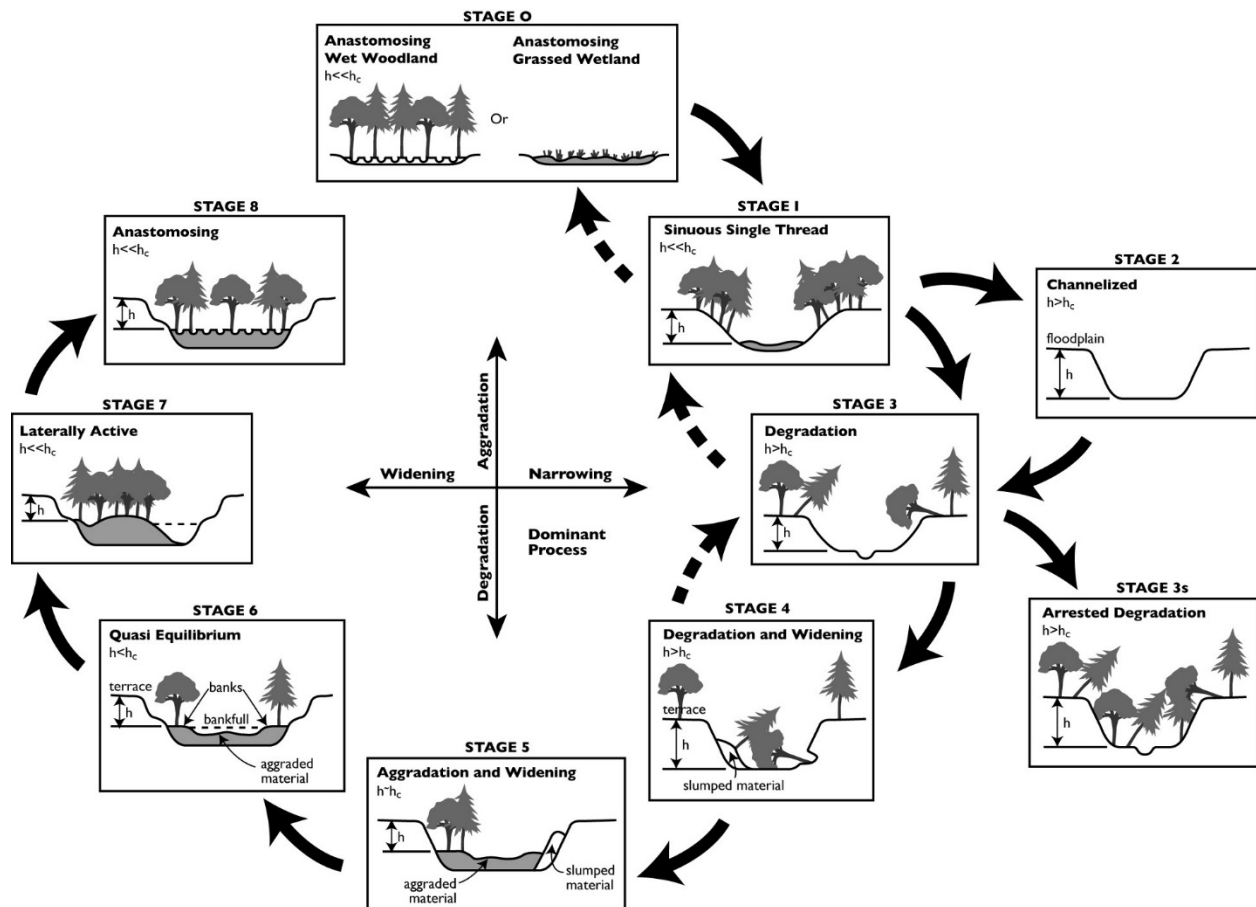 STAGE O
Anastomosing
Wet Woodland
h<<hc
Or
Anastomosing
Grassed Wetland
STAGE I
Sinuous Single Thread
h<<hc
h
STAGE 2
Channelized
h>hc
floodplain
h
STAGE 3
Degradation
h>hc
h
STAGE 3s
Arrested Degradation
h>hc
h
STAGE 4
Degradation and Widening
h>hc
terrace
h
slumped material
STAGE 5
Aggradation and Widening
h~hc
h
aggraded
material
slumped
material
STAGE 6
Quasi Equilibrium
h<hc
terrace
banks
h
bankfull
aggraded
material
STAGE 7
Laterally Active
h<<hc
h
STAGE 8
Anastomosing
h<<hc
h
Aggradation
Widening
Narrowing
Degradation
Dominant
Process